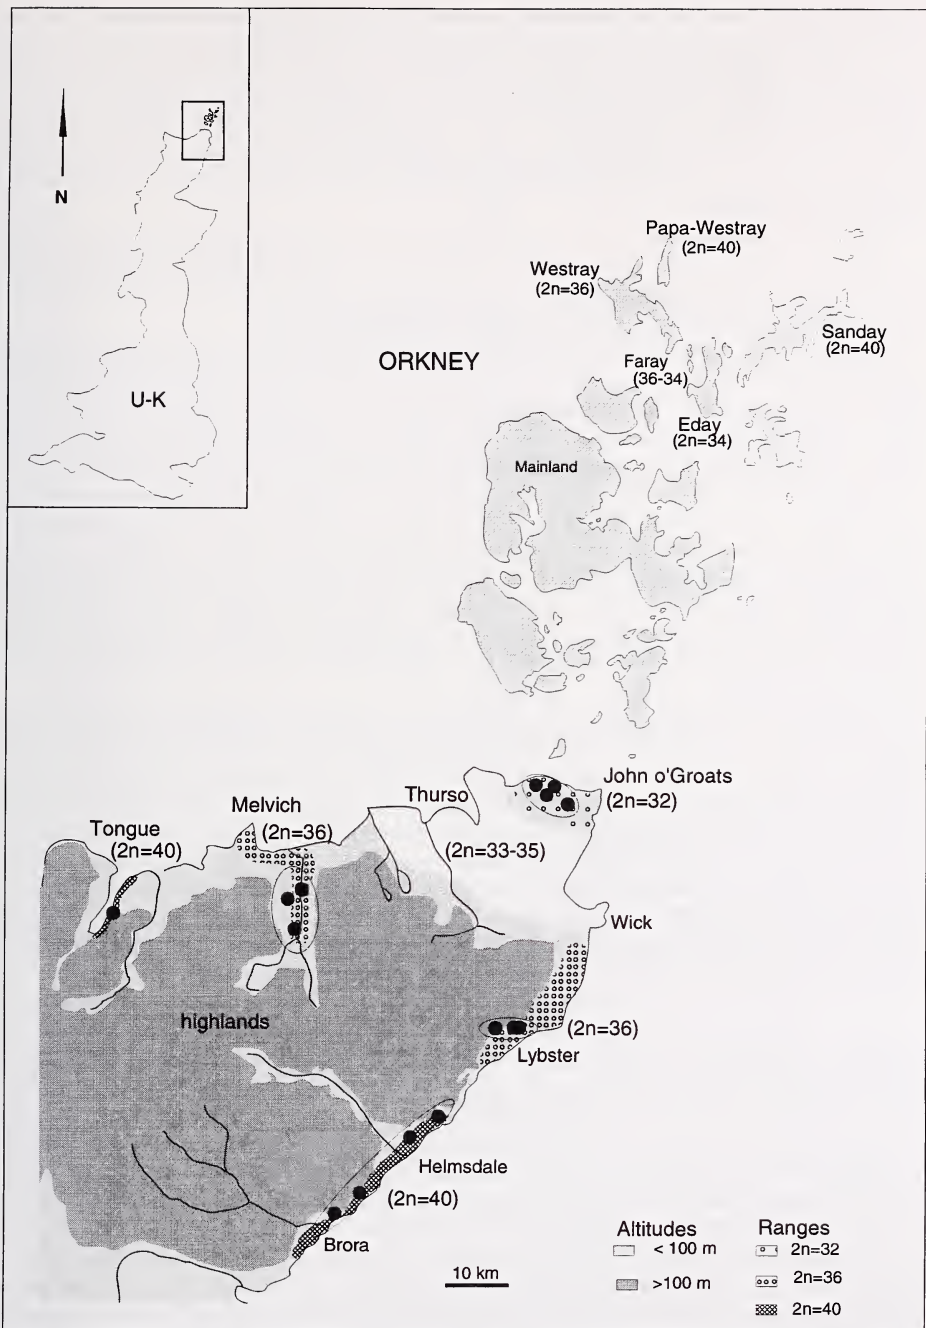 N
U-K
Papa-Westray
(2n=40)
Westray
(2n=36)
Sanday
(2n=40)
ORKNEY
Faray
(36-34)
Eday
(2n=34)
Mainland
John o'Groats
(2n=32)
Thurso
Melvich
(2n=36)
Tongue
(2n=40)
(2n=33-35)
Wick
highlands
(2n=36)
Lybster
Helmsdale
(2n=40)
Brora
10 km
Altitudes
< 100 m
>100 m
Ranges
2n=32
2n=36
2n=40